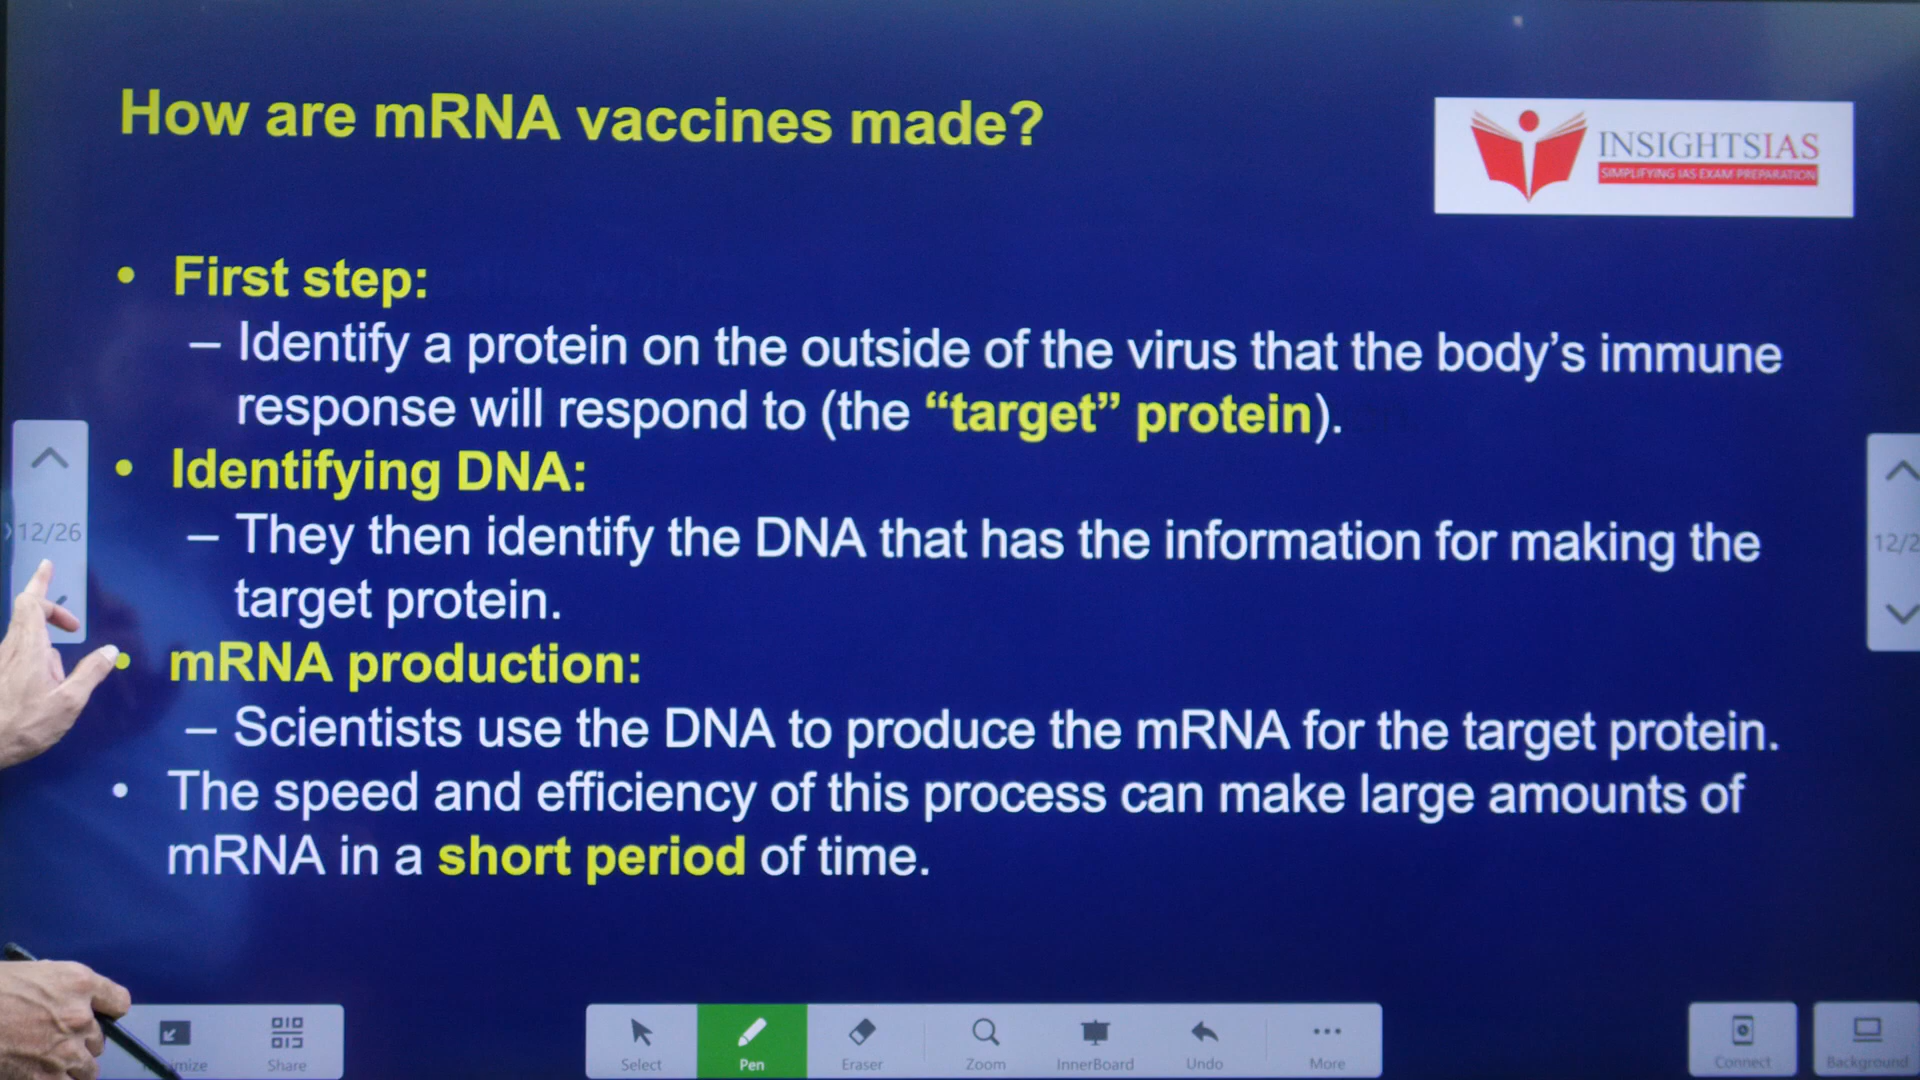 How are mRNA vaccines made?
INSIGHTSIAS
SIMPLIFYING IAS EXAM PREPARATION
• First step:
– Identify a protein on the outside of the virus that the body's immune
response will respond to (the “target” protein).
• Identifying DNA:
– They then identify the DNA that has the information for making the
target protein.
• mRNA production:
– Scientists use the DNA to produce the mRNA for the target protein.
• The speed and efficiency of this process can make large amounts of
mRNA in a short period of time.
12/26
12/2
mize
Share
Select
Pen
Eraser
Zoom
InnerBoard
Undo
More
Connect
Background